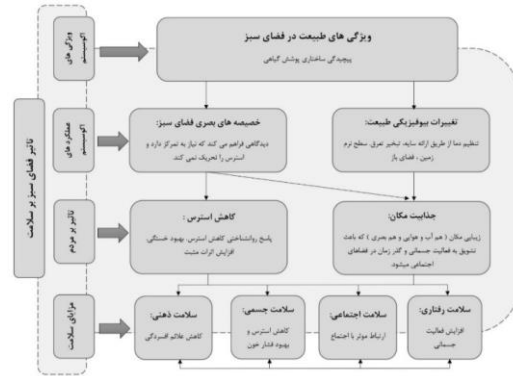 ویژگی های طبیعت در فضای سبز
پیچیدگی ساختاری پوشش گیاهی
ویژگی های
اکوسیستم
تغییرات بیوفیزیکی طبیعت:
تنظیم دما از طریق ارائه سایه، تبخیر تعرق، سطح نرم
زمین ، فضای باز
خصیصه های بصری فضای سبز:
دیدگاهی فراهم می کند که نیاز به تمرکز دارد و
استرس را تحریک نمی کند.
عملکردهای
اکوسیستم
تاثیر فضای سبز بر سلامت
جذابیت مکان:
زیبایی مکان ( هم آب و هوایی و هم بصری ) که باعث
تشویق به فعالیت جسمانی و گذر زمان در فضاهای
اجتماعی میشود
کاهش استرس :
پاسخ روانشناختی کاهش استرس، بهبود خستگی
افزایش اثرات مثبت
تاثیر بر مردم
سلامت رفتاری:
افزایش فعالیت
جسمانی
سلامت اجتماعی:
ارتباط موثر با اجتماع
سلامت جسمی:
کاهش استرس و
بهبود فشار خون
سلامت ذهنی:
کاهش علائم افسردگی
مزایای سلامت